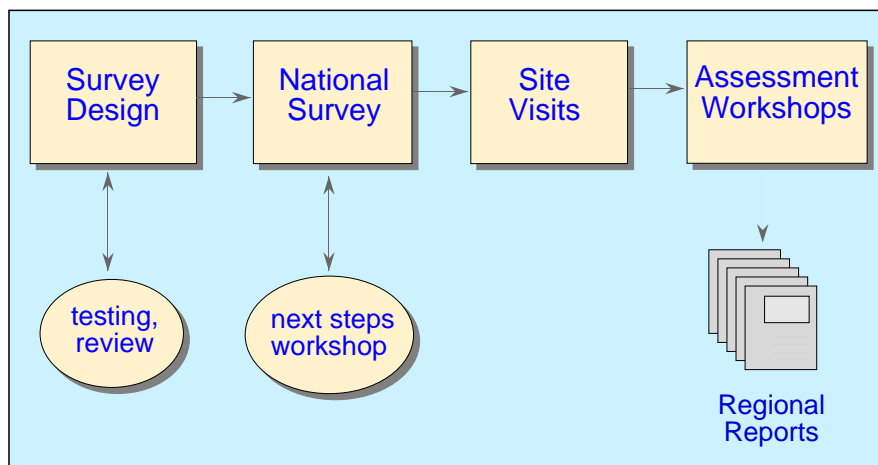 Survey
Design
National
Survey
Site
Visits
Assessment
Workshops
testing,
review
next steps
workshop
Regional
Reports